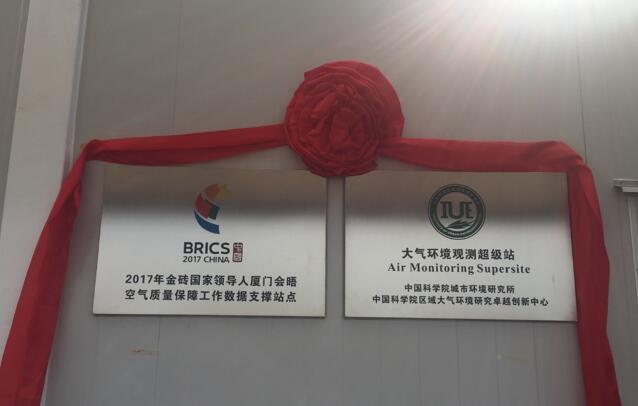 BRICS 中国
2017 CHINA
2017年金砖国家领导人厦门会晤
空气质量保障工作数据支撑站点
IUE
大气环境观测超级站
Air Monitoring Supersite
中国科学院城市环境研究所
中国科学院区域大气环境研究卓越创新中心